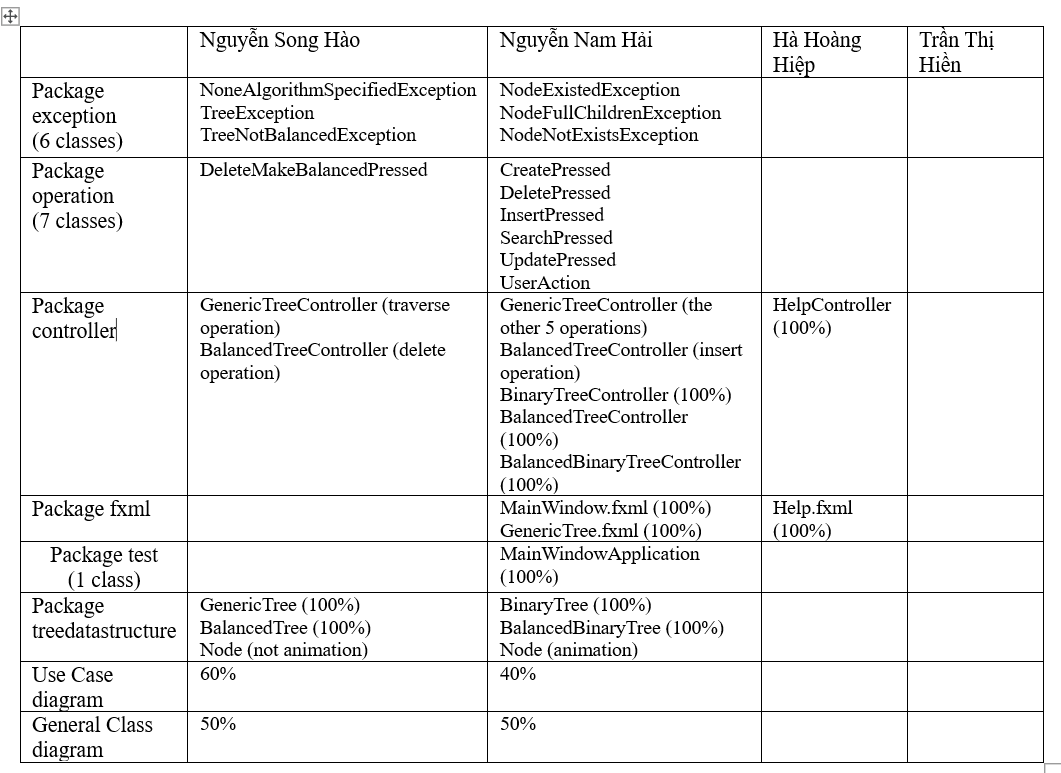 Nguyễn Song Hào
Nguyễn Nam Hải
Hà Hoàng
Hiệp
Trần Thị
Hiền
Package
exception
(6 classes)
NoneAlgorithmSpecifiedException
TreeException
TreeNotBalancedException
NodeExistedException
NodeFullChildrenException
NodeNotExistsException
Package
operation
(7 classes)
DeleteMakeBalancedPressed
CreatePressed
DeletePressed
InsertPressed
SearchPressed
UpdatePressed
UserAction
Package
controller
GenericTreeController (traverse
operation)
BalancedTreeController (delete
operation)
GenericTreeController (the
other 5 operations)
BalancedTreeController (insert
operation)
BinaryTreeController (100%)
BalancedTreeController
(100%)
BalancedBinaryTreeController
(100%)
HelpController
(100%)
Package fxml
MainWindow.fxml (100%)
GenericTree.fxml (100%)
Help.fxml
(100%)
Package test
(1 class)
MainWindowApplication
(100%)
Package
treedatastructure
GenericTree (100%)
BalancedTree (100%)
Node (not animation)
BinaryTree (100%)
BalancedBinaryTree (100%)
Node (animation)
Use Case
diagram
60%
40%
General Class
diagram
50%
50%